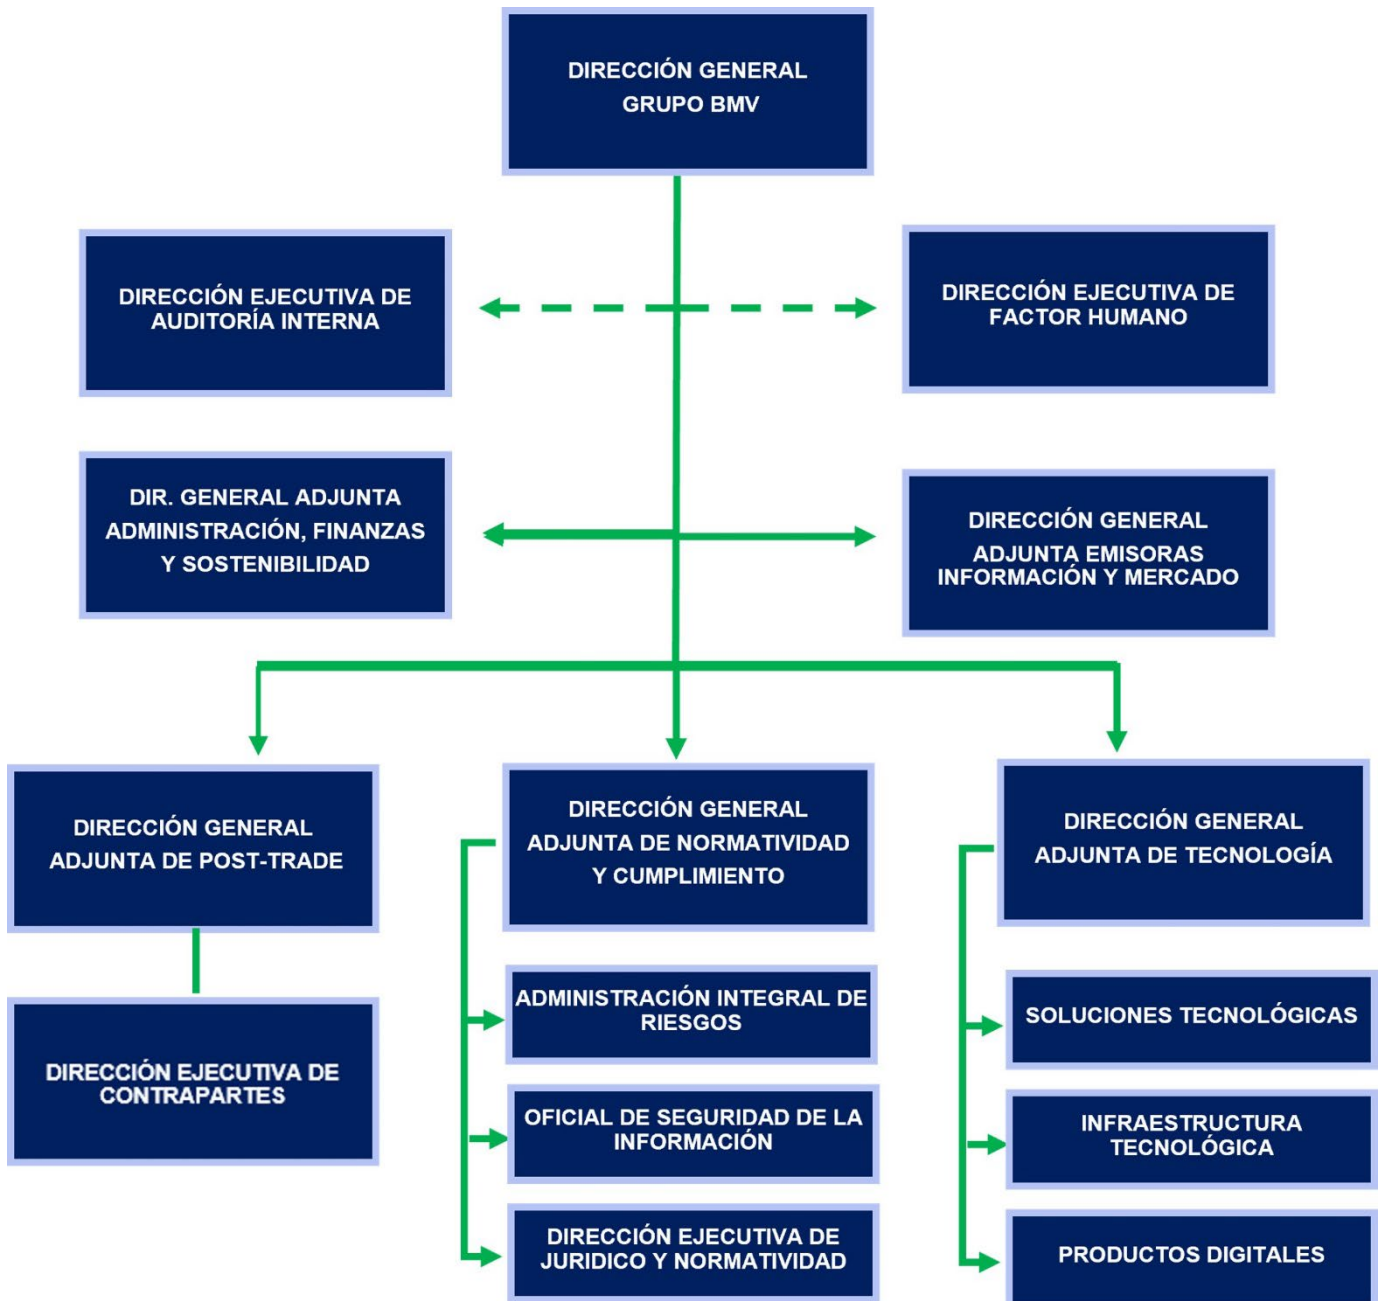 DIRECCIÓN GENERAL
GRUPO BMV
DIRECCIÓN EJECUTIVA DE
AUDITORÍA INTERNA
DIRECCIÓN EJECUTIVA DE
FACTOR HUMANO
DIR. GENERAL ADJUNTA
ADMINISTRACIÓN, FINANZAS
Y SOSTENIBILIDAD
DIRECCIÓN GENERAL
ADJUNTA EMISORAS
INFORMACIÓN Y MERCADO
DIRECCIÓN GENERAL
ADJUNTA DE POST-TRADE
DIRECCIÓN EJECUTIVA DE
CONTRAPARTES
DIRECCIÓN GENERAL
ADJUNTA DE NORMATIVIDAD
Y CUMPLIMIENTO
ADMINISTRACIÓN INTEGRAL DE
RIESGOS
OFICIAL DE SEGURIDAD DE LA
INFORMACIÓN
DIRECCIÓN EJECUTIVA DE
JURIDICO Y NORMATIVIDAD
DIRECCIÓN GENERAL
ADJUNTA DE TECNOLOGÍA
SOLUCIONES TECNOLÓGICAS
INFRAESTRUCTURA
TECNOLÓGICA
PRODUCTOS DIGITALES